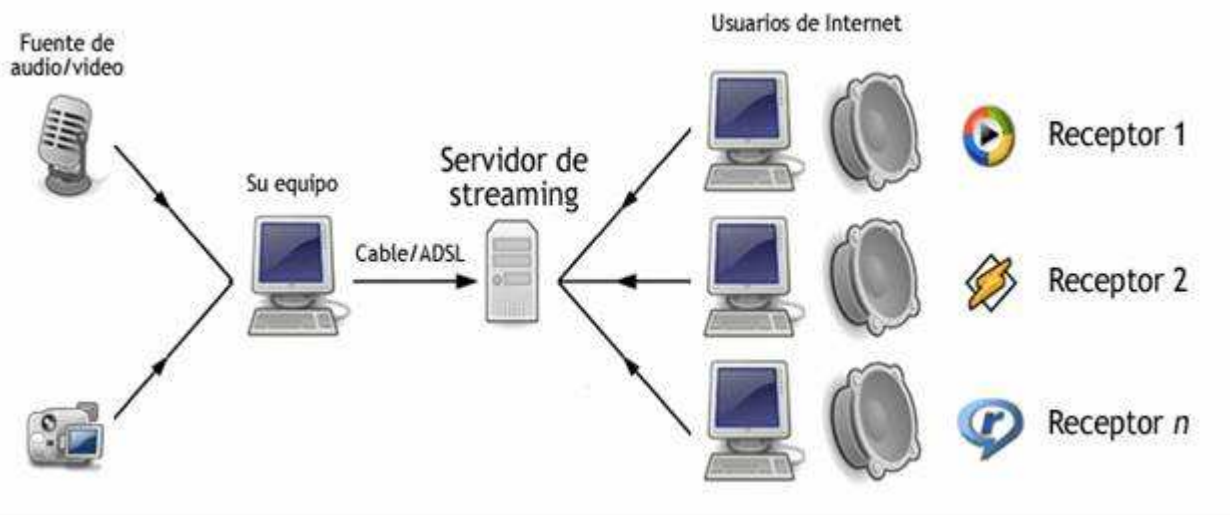 Fuente de
audio/video
Su equipo
Cable/ADSL
Servidor de
streaming
Usuarios de Internet
Receptor 1
Receptor 2
Receptor n